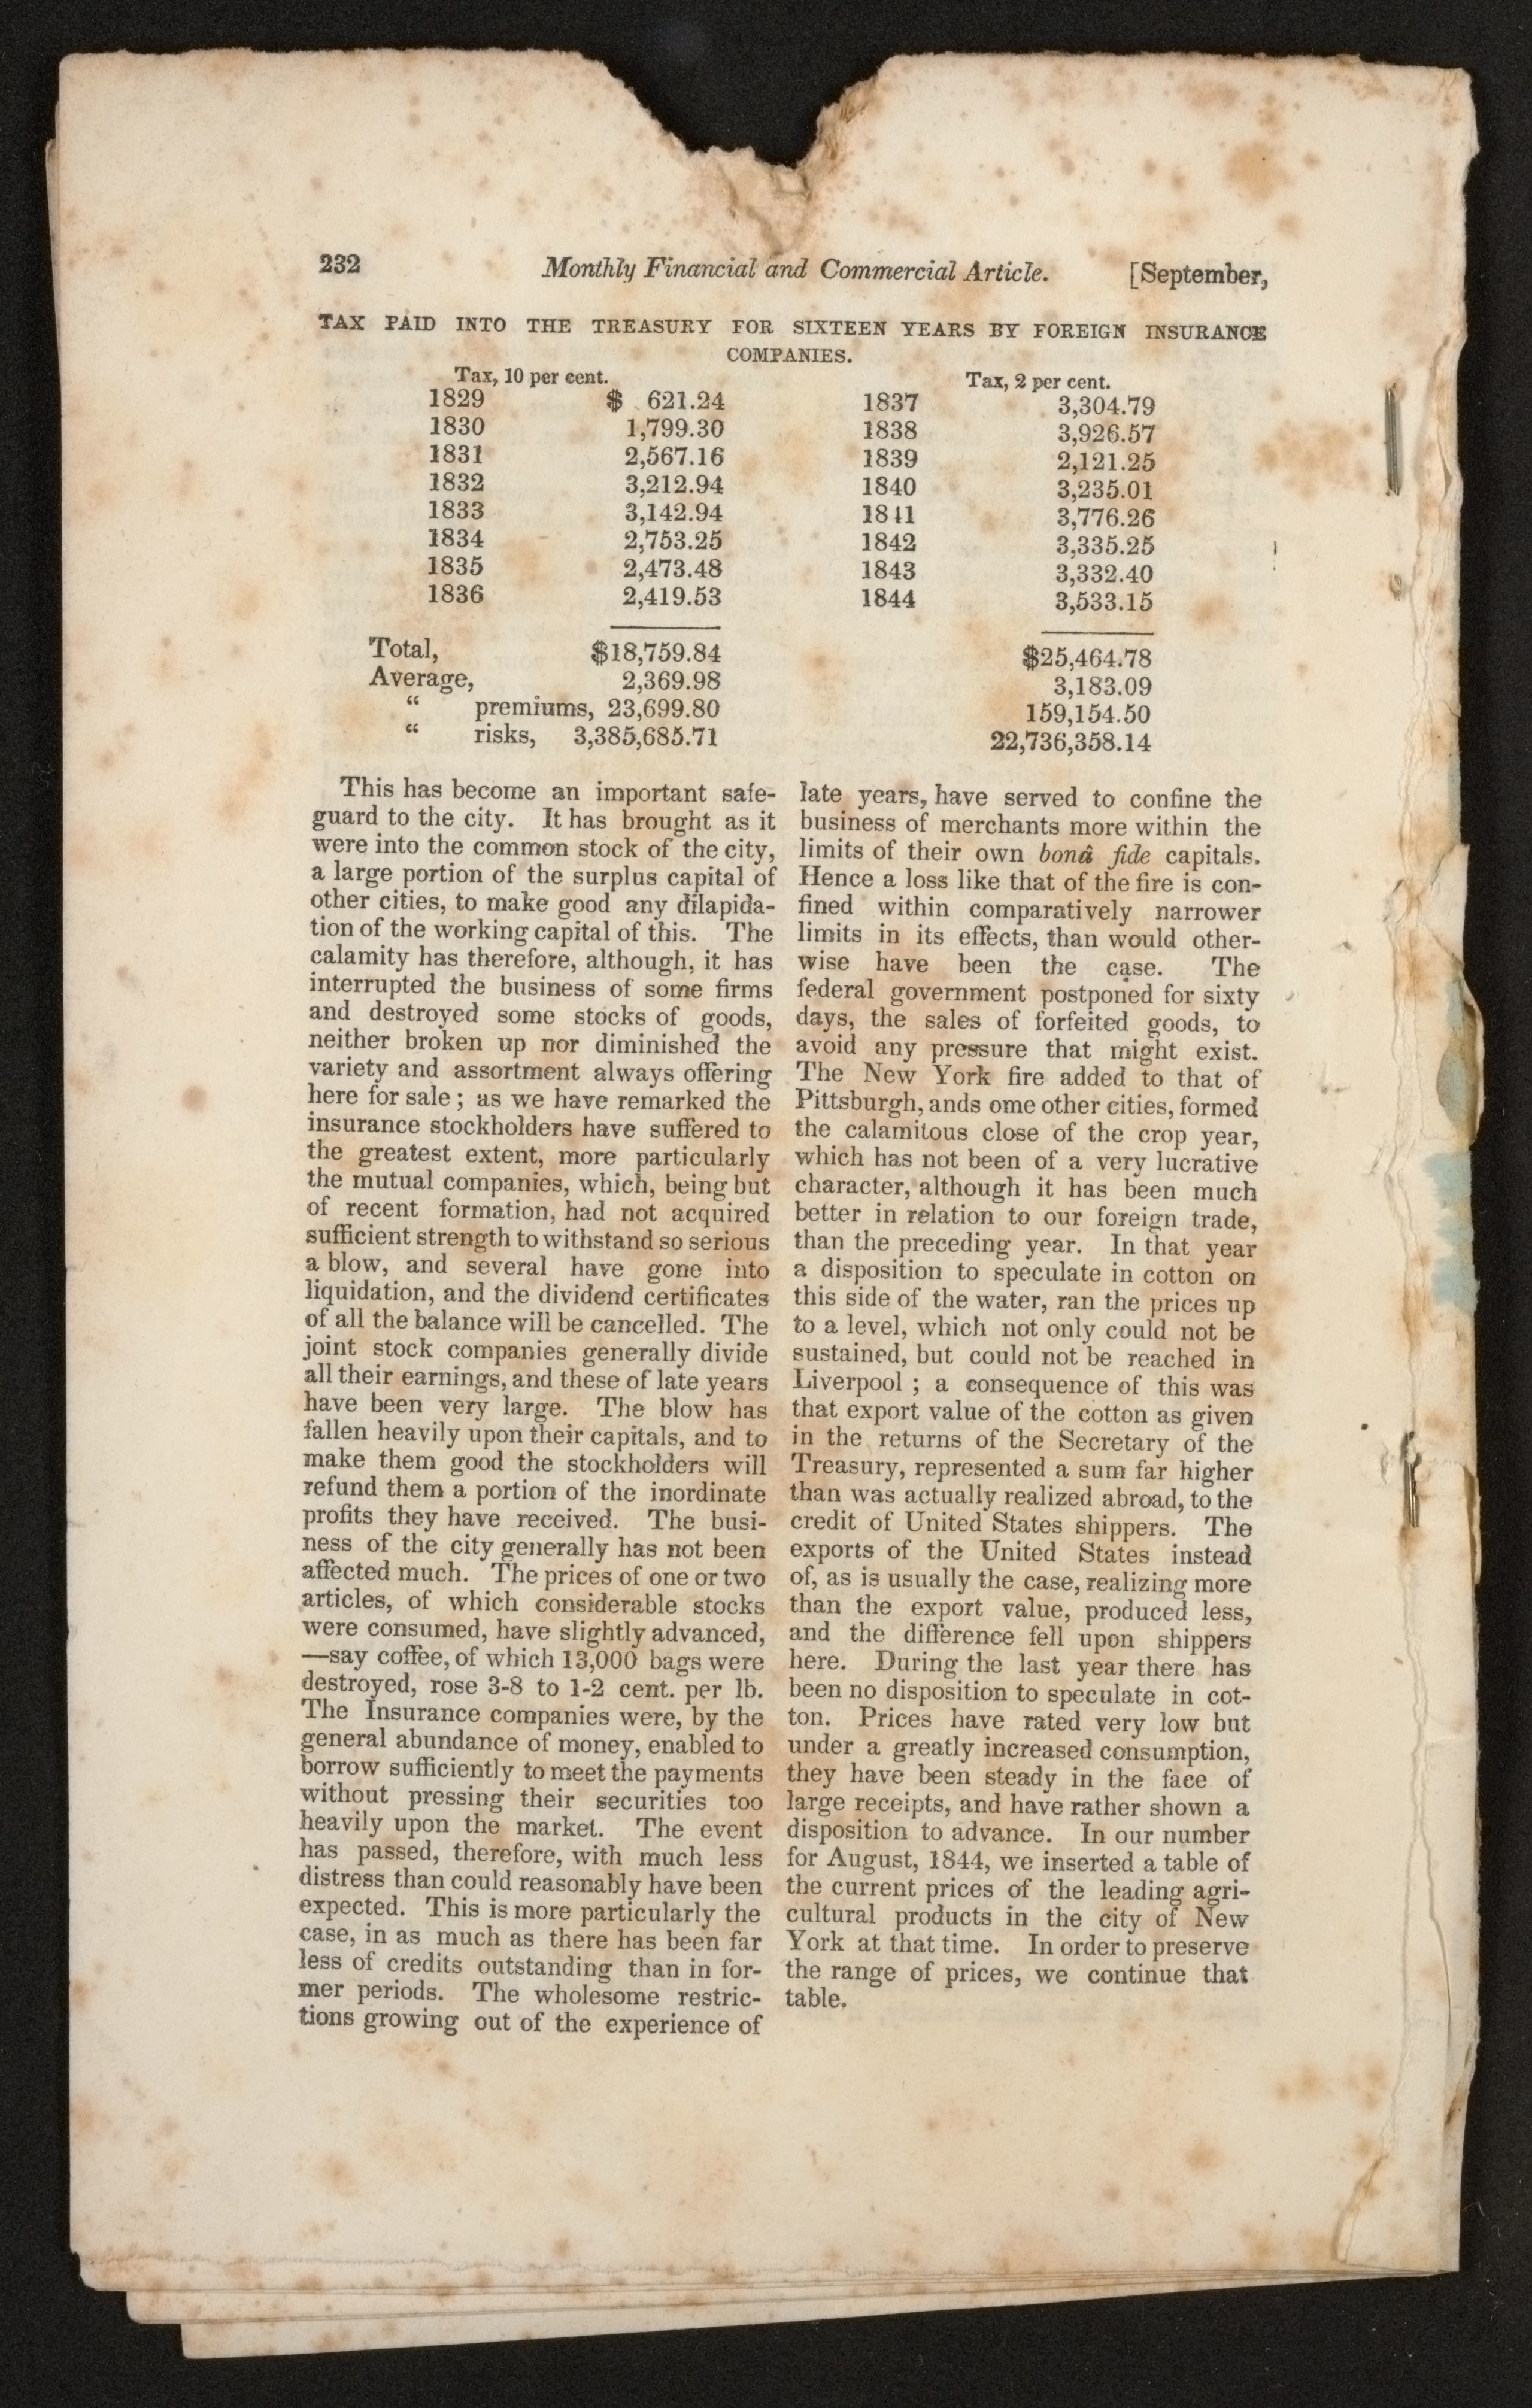 232 Monthly Financial and Commercial Article. [September,
TAX PAID INTO THE TREASURY FOR SIXTEEN YEARS BY FOREIGN INSURANCE
COMPANIES.
Tax, 10 per cent. Tax, 2 per cent.
1829 $ 621.24 1837 3,304.79
1830 1,799.30 1838 3,926.57
1831 2,567.16 1839 2,121.25
1832 3,212.94 1840 3,235.01
1833 3,142.94 1841 3,776.26
1834 2,753.25 1842 3,335.25
1835 2,473.48 1843 3,332.40
1836 2,419.53 1844 3,533.15
Total, $18,759.84 $25,464.78
Average, 2,369.98 3,183.09
“ premiums, 23,699.80 159,154.50
“ risks, 3,385,685.71 22,736,358.14
This has become an important safe-
guard to the city. It has brought as it
were into the common stock of the city,
a large portion of the surplus capital of
other cities, to make good any dilapida-
tion of the working capital of this. The
calamity has therefore, although, it has
interrupted the business of some firms
and destroyed some stocks of goods,
neither broken up nor diminished the
variety and assortment always offering
here for sale; as we have remarked the
insurance stockholders have suffered to
the greatest extent, more particularly
the mutual companies, which, being but
of recent formation, had not acquired
sufficient strength to withstand so serious
a blow, and several have gone into
liquidation, and the dividend certificates
of all the balance will be cancelled. The
joint stock companies generally divide
all their earnings, and these of late years
have been very large. The blow has
fallen heavily upon their capitals, and to
make them good the stockholders will
refund them a portion of the inordinate
profits they have received. The busi-
ness of the city generally has not been
affected much. The prices of one or two
articles, of which considerable stocks
were consumed, have slightly advanced,
—say coffee, of which 13,000 bags were
destroyed, rose 3-8 to 1-2 cent. per lb.
The Insurance companies were, by the
general abundance of money, enabled to
borrow sufficiently to meet the payments
without pressing their securities too
heavily upon the market. The event
has passed, therefore, with much less
distress than could reasonably have been
expected. This is more particularly the
case, in as much as there has been far
less of credits outstanding than in for-
mer periods. The wholesome restric-
tions growing out of the experience of
late years, have served to confine the
business of merchants more within the
limits of their own bonâ fide capitals.
Hence a loss like that of the fire is con-
fined within comparatively narrower
limits in its effects, than would other-
wise have been the case. The
federal government postponed for sixty
days, the sales of forfeited goods, to
avoid any pressure that might exist.
The New York fire added to that of
Pittsburgh, ands ome other cities, formed
the calamitous close of the crop year,
which has not been of a very lucrative
character, although it has been much
better in relation to our foreign trade,
than the preceding year. In that year
a disposition to speculate in cotton on
this side of the water, ran the prices up
to a level, which not only could not be
sustained, but could not be reached in
Liverpool; a consequence of this was
that export value of the cotton as given
in the returns of the Secretary of the
Treasury, represented a sum far higher
than was actually realized abroad, to the
credit of United States shippers. The
exports of the United States instead
of, as is usually the case, realizing more
than the export value, produced less,
and the difference fell upon shippers
here. During the last year there has
been no disposition to speculate in cot-
ton. Prices have rated very low but
under a greatly increased consumption,
they have been steady in the face of
large receipts, and have rather shown a
disposition to advance. In our number
for August, 1844, we inserted a table of
the current prices of the leading agri-
cultural products in the city of New
York at that time. In order to preserve
the range of prices, we continue that
table.